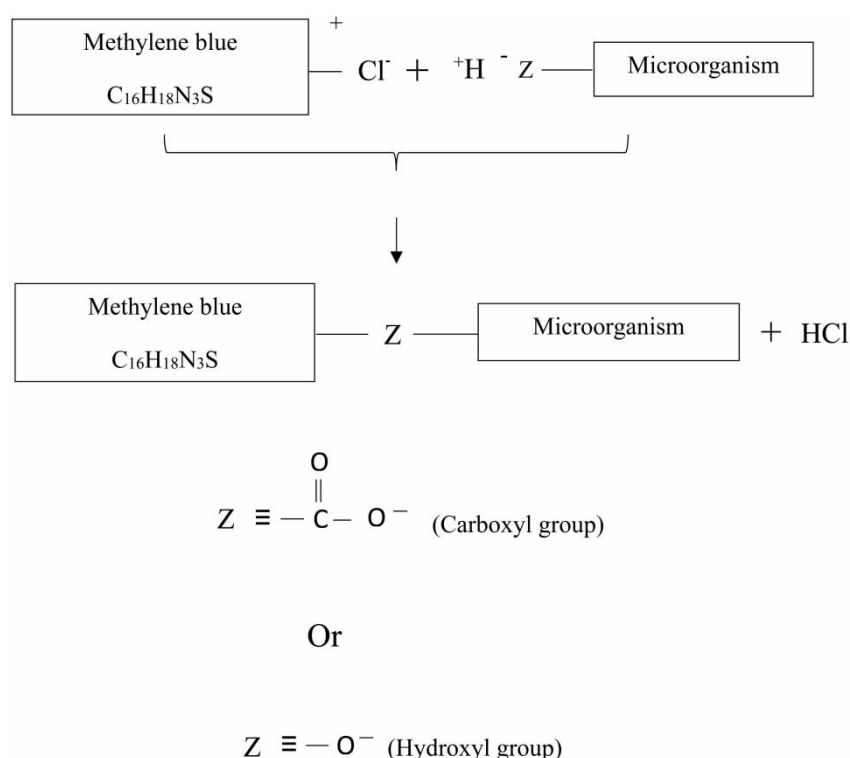 Methylene blue
C₁₆H₁₈N₃S
+
Cl⁻ + ⁺H ⁻ Z
Microorganism
Methylene blue
C₁₆H₁₈N₃S
Z
Microorganism
+ HCl
O
||
Z ≡ — C — O⁻ (Carboxyl group)
Or
Z ≡ — O⁻ (Hydroxyl group)